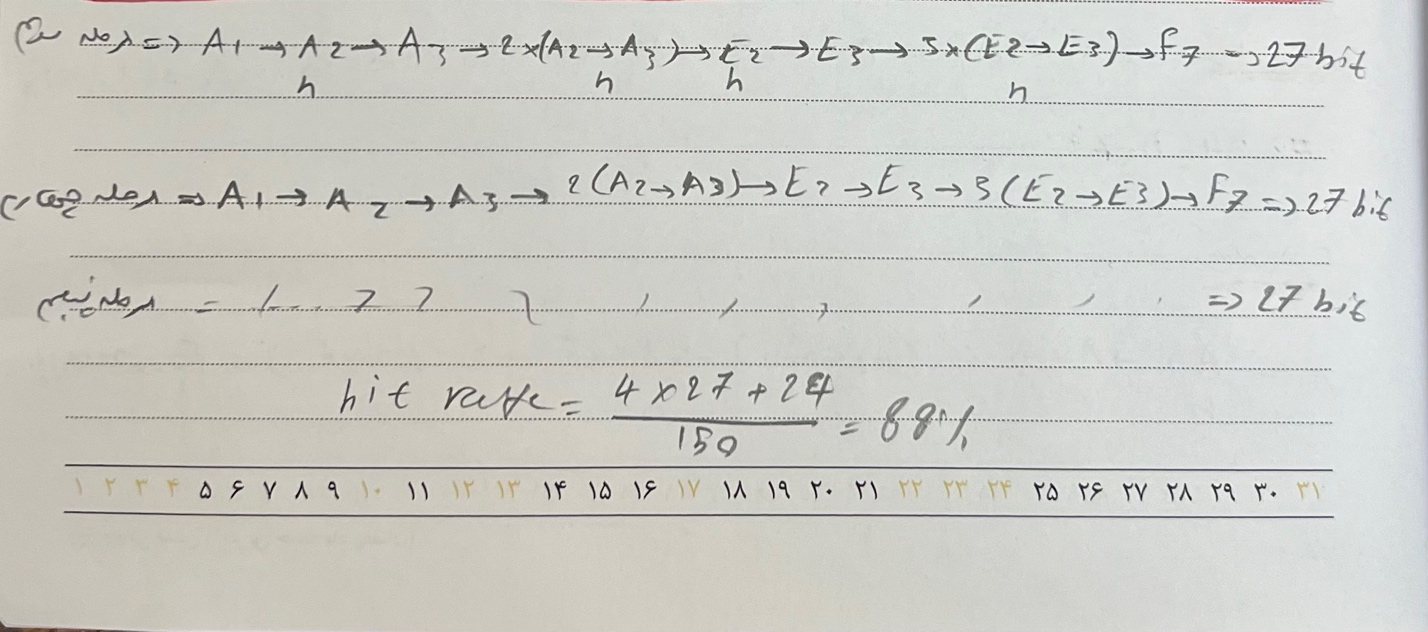 مرحله سوم => A1 → A2 → A3 → 2×(A2 → A3) → E2 → E3 → 5×(E2 → E3) → F7 => 27 bit
h h h h
مرحله چهارم => A1 → A2 → A3 → 2(A2 → A3) → E2 → E3 → 5(E2 → E3) → F7 => 27 bit
مرحله پنجم = => 27 bit
hit rate = 4 × 27 + 24 / 150 = 88%
۱ ۲ ۳ ۴ ۵ ۶ ۷ ۸ ۹ ۱۰ ۱۱ ۱۲ ۱۳ ۱۴ ۱۵ ۱۶ ۱۷ ۱۸ ۱۹ ۲۰ ۲۱ ۲۲ ۲۳ ۲۴ ۲۵ ۲۶ ۲۷ ۲۸ ۲۹ ۳۰ ۳۱